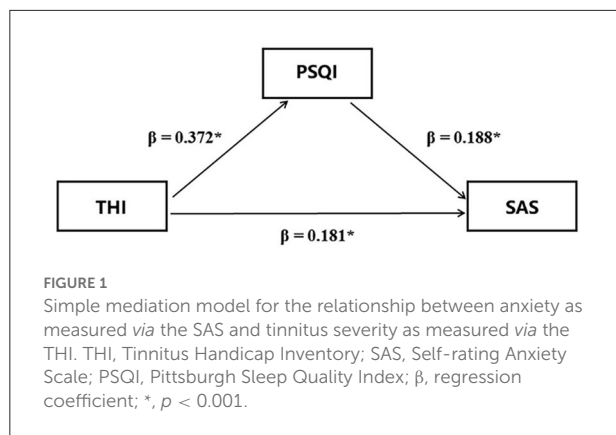 PSQI
β = 0.372*
β = 0.188*
THI
SAS
β = 0.181*
FIGURE 1
Simple mediation model for the relationship between anxiety as
measured via the SAS and tinnitus severity as measured via the
THI. THI, Tinnitus Handicap Inventory; SAS, Self-rating Anxiety
Scale; PSQI, Pittsburgh Sleep Quality Index; β, regression
coefficient; *, p < 0.001.